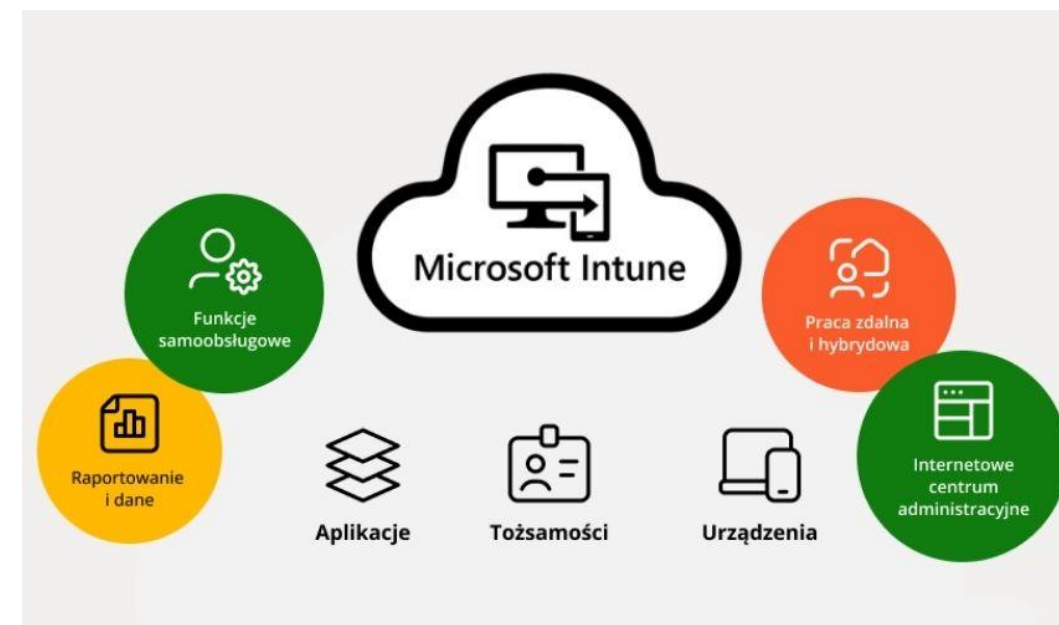 Microsoft Intune
Funkcje
samoobsługowe
Praca zdalna
i hybrydowa
Raportowanie
i dane
Internetowe
centrum
administracyjne
Aplikacje
Tożsamości
Urządzenia